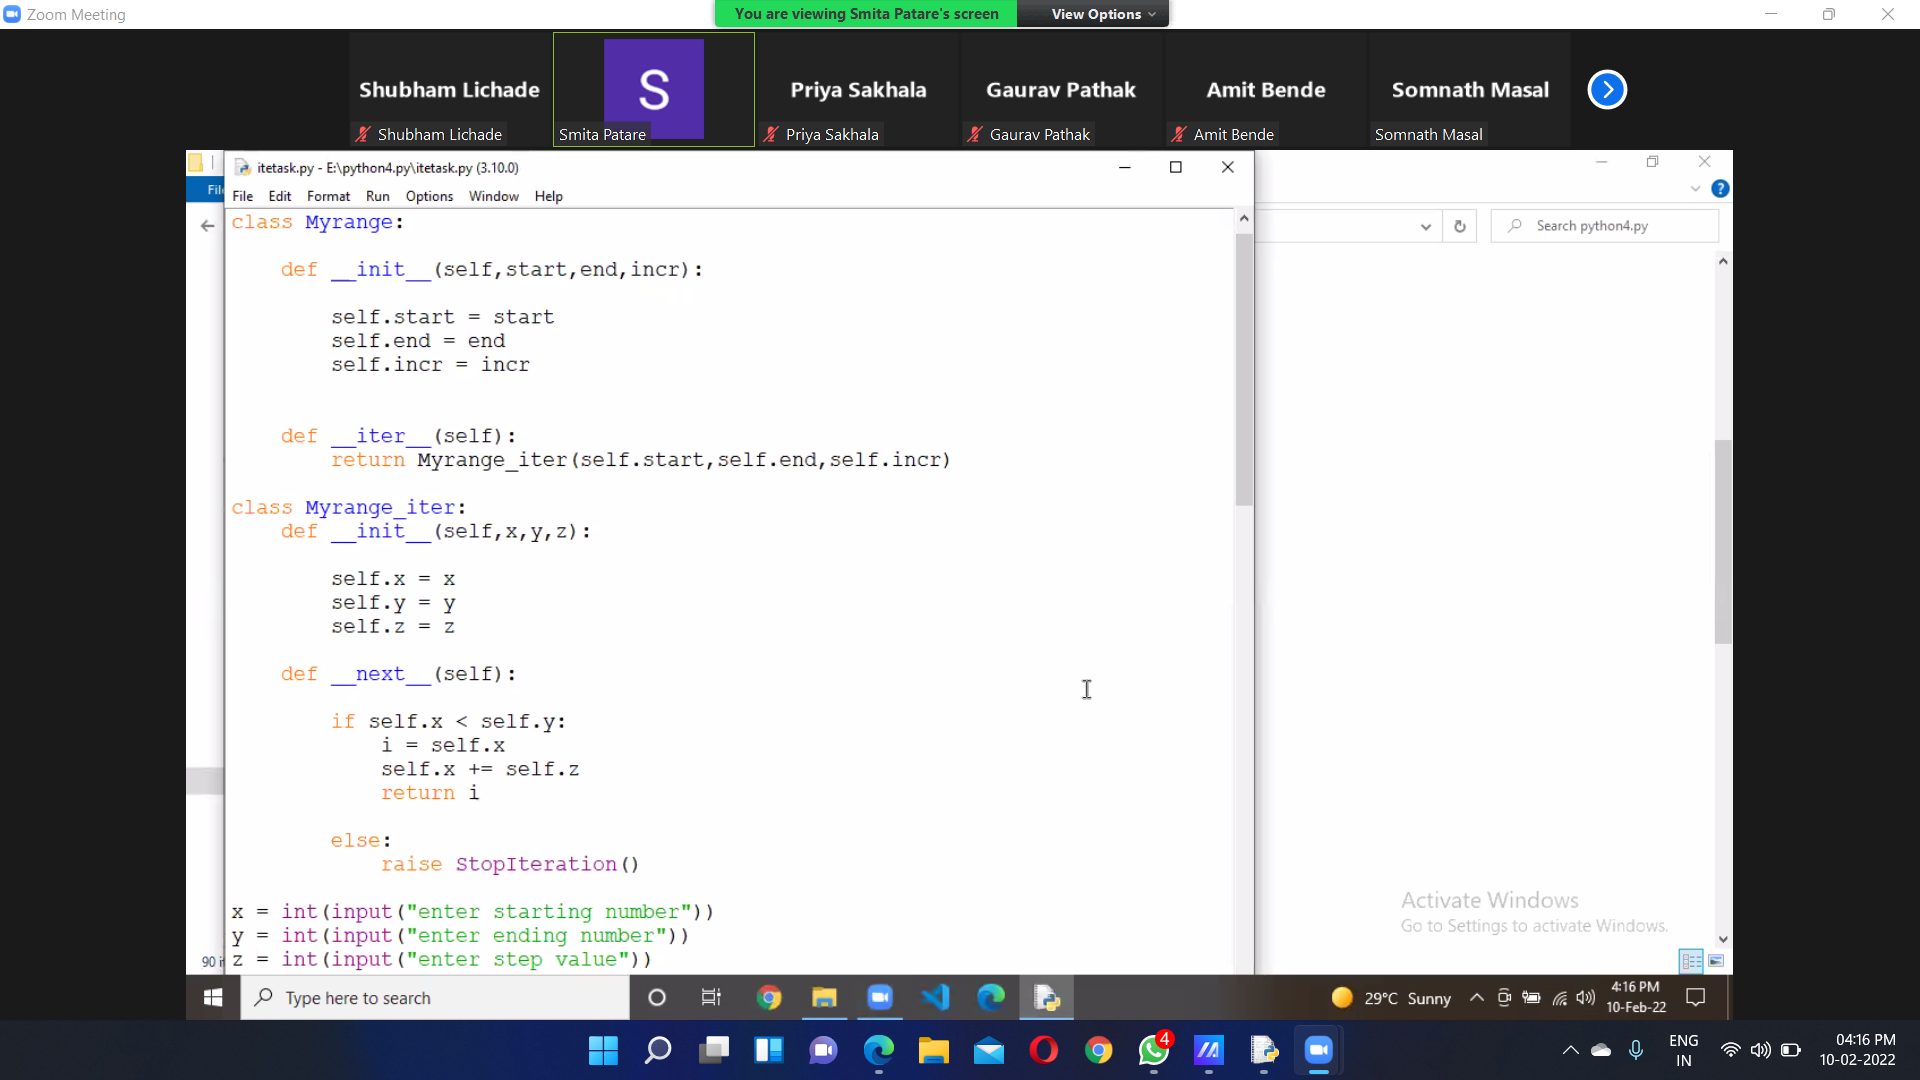 Zoom Meeting
You are viewing Smita Patare's screen
View Options
Shubham Lichade
S
Priya Sakhala
Gaurav Pathak
Amit Bende
Somnath Masal
Shubham Lichade
Smita Patare
Priya Sakhala
Gaurav Pathak
Amit Bende
Somnath Masal
itetask.py - E:\python4.py\itetask.py (3.10.0)
File Edit Format Run Options Window Help
class Myrange:
    def __init__(self,start,end,incr):
        self.start = start
        self.end = end
        self.incr = incr
    def __iter__(self):
        return Myrange_iter(self.start,self.end,self.incr)
class Myrange_iter:
    def __init__(self,x,y,z):
        self.x = x
        self.y = y
        self.z = z
    def __next__(self):
        if self.x < self.y:
            i = self.x
            self.x += self.z
            return i
        else:
            raise StopIteration()
x = int(input("enter starting number"))
y = int(input("enter ending number"))
z = int(input("enter step value"))
Search python4.py
Activate Windows
Go to Settings to activate Windows.
90
Type here to search
29°C Sunny
4:16 PM
10-Feb-22
4
ENG
IN
04:16 PM
10-02-2022